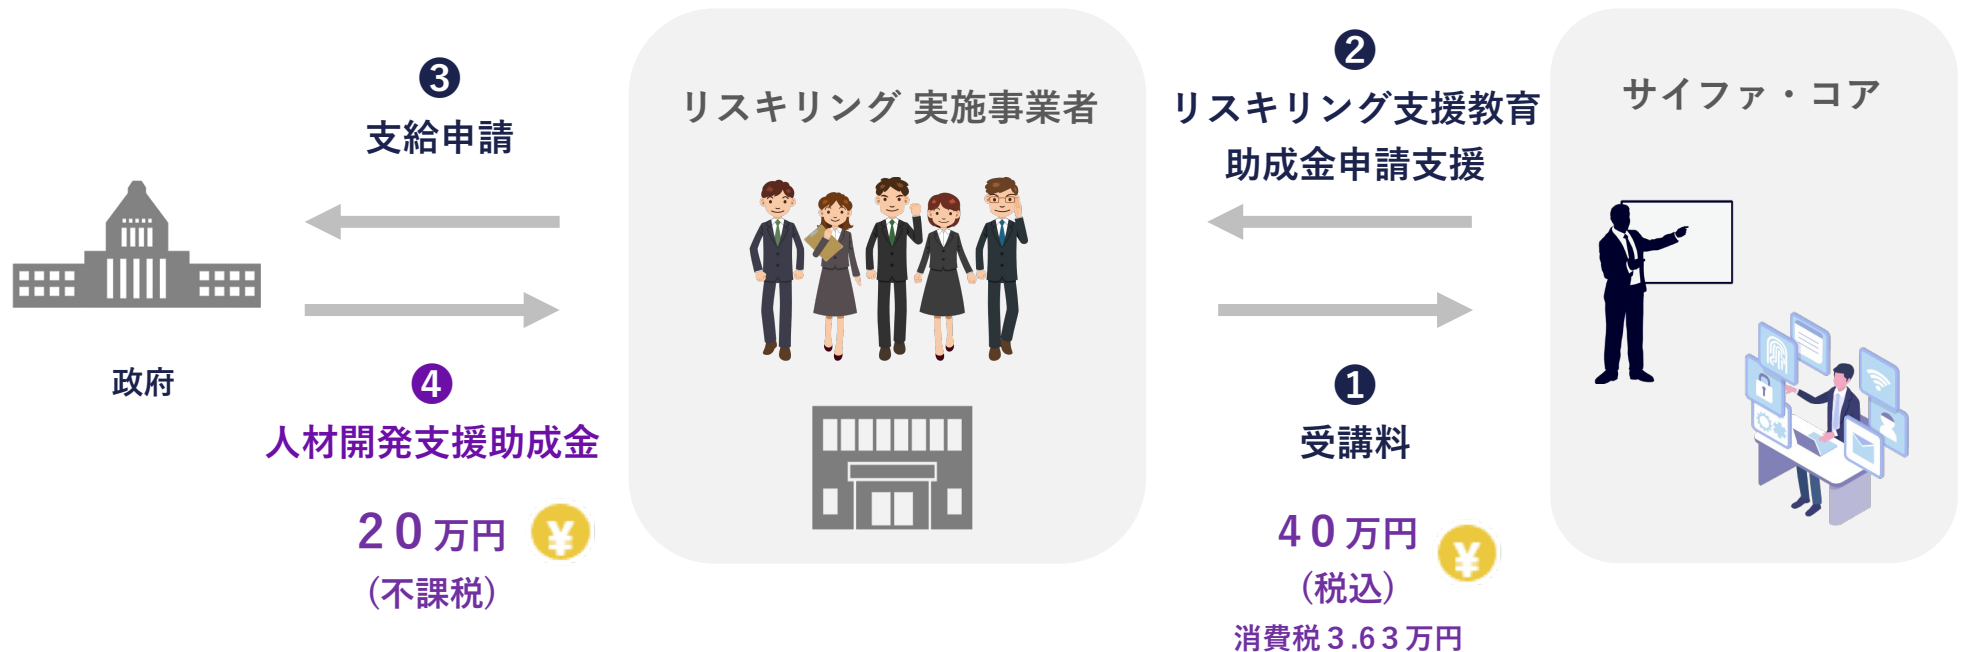 ❸
支給申請
政府
❹
人材開発支援助成金
２０万円
¥
（不課税）
リスキリング 実施事業者
❷
リスキリング支援教育
助成金申請支援
❶
受講料
４０万円
¥
（税込）
消費税３.６３万円
サイファ・コア